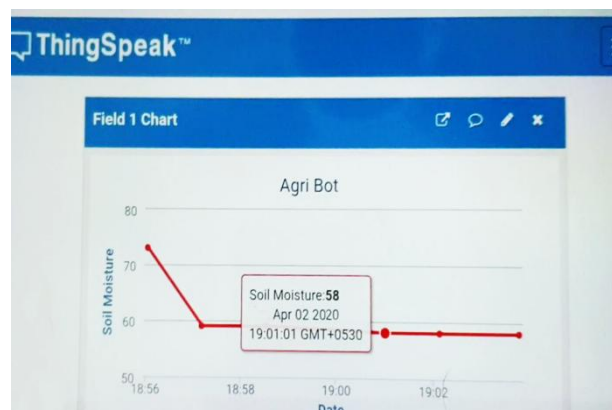 ThingSpeak™
Field 1 Chart
Agri Bot
80
70
60
50
Soil Moisture
Soil Moisture:58
Apr 02 2020
19:01:01 GMT+0530
18:56
18:58
19:00
19:02
Date